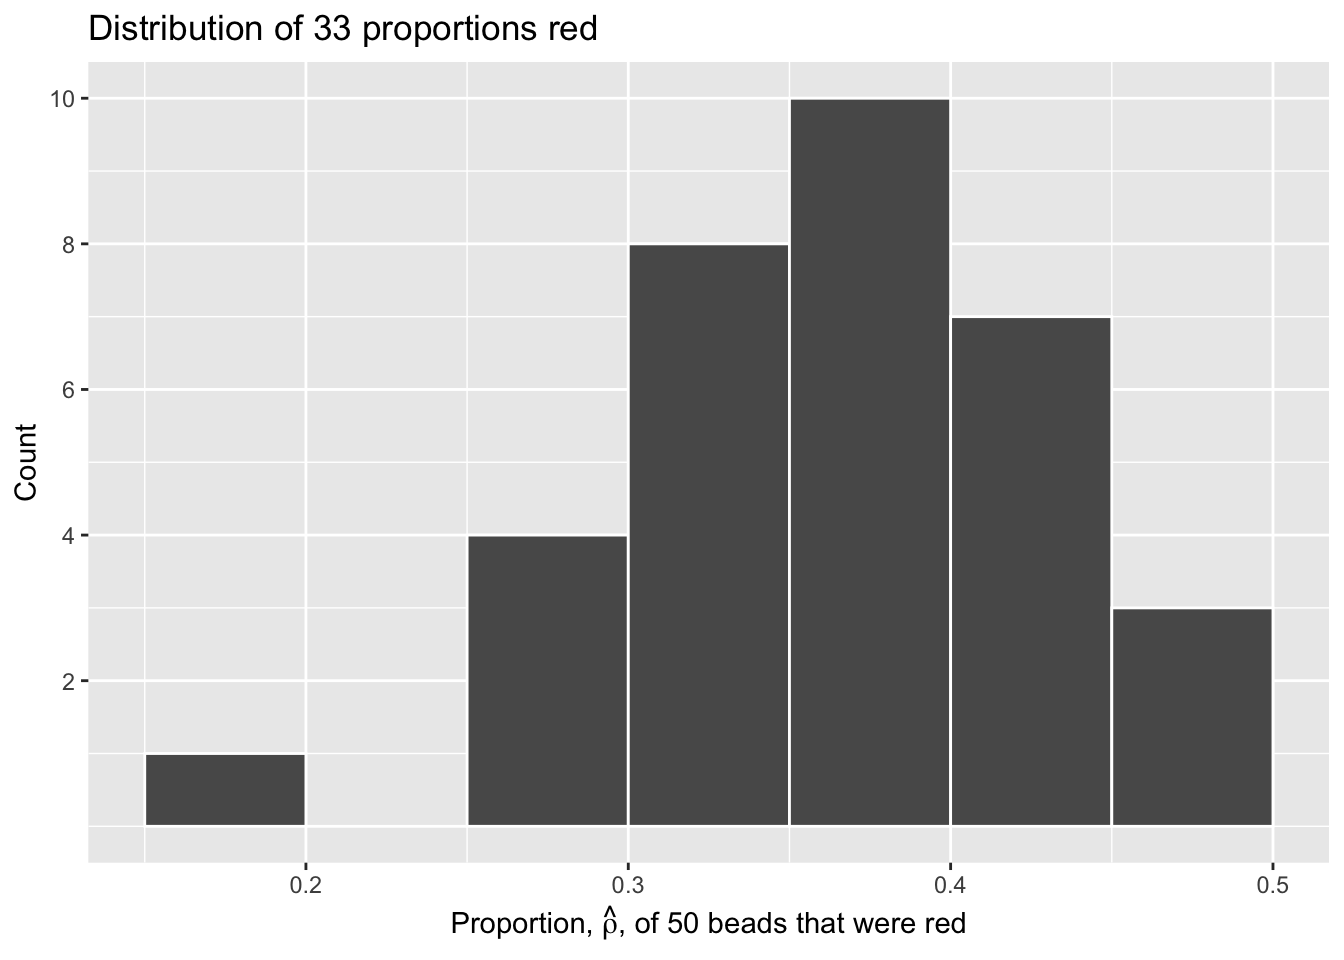 Distribution of 33 proportions red
10
8
6
4
2
Count
0.2 0.3 0.4 0.5
Proportion, ρ̂, of 50 beads that were red